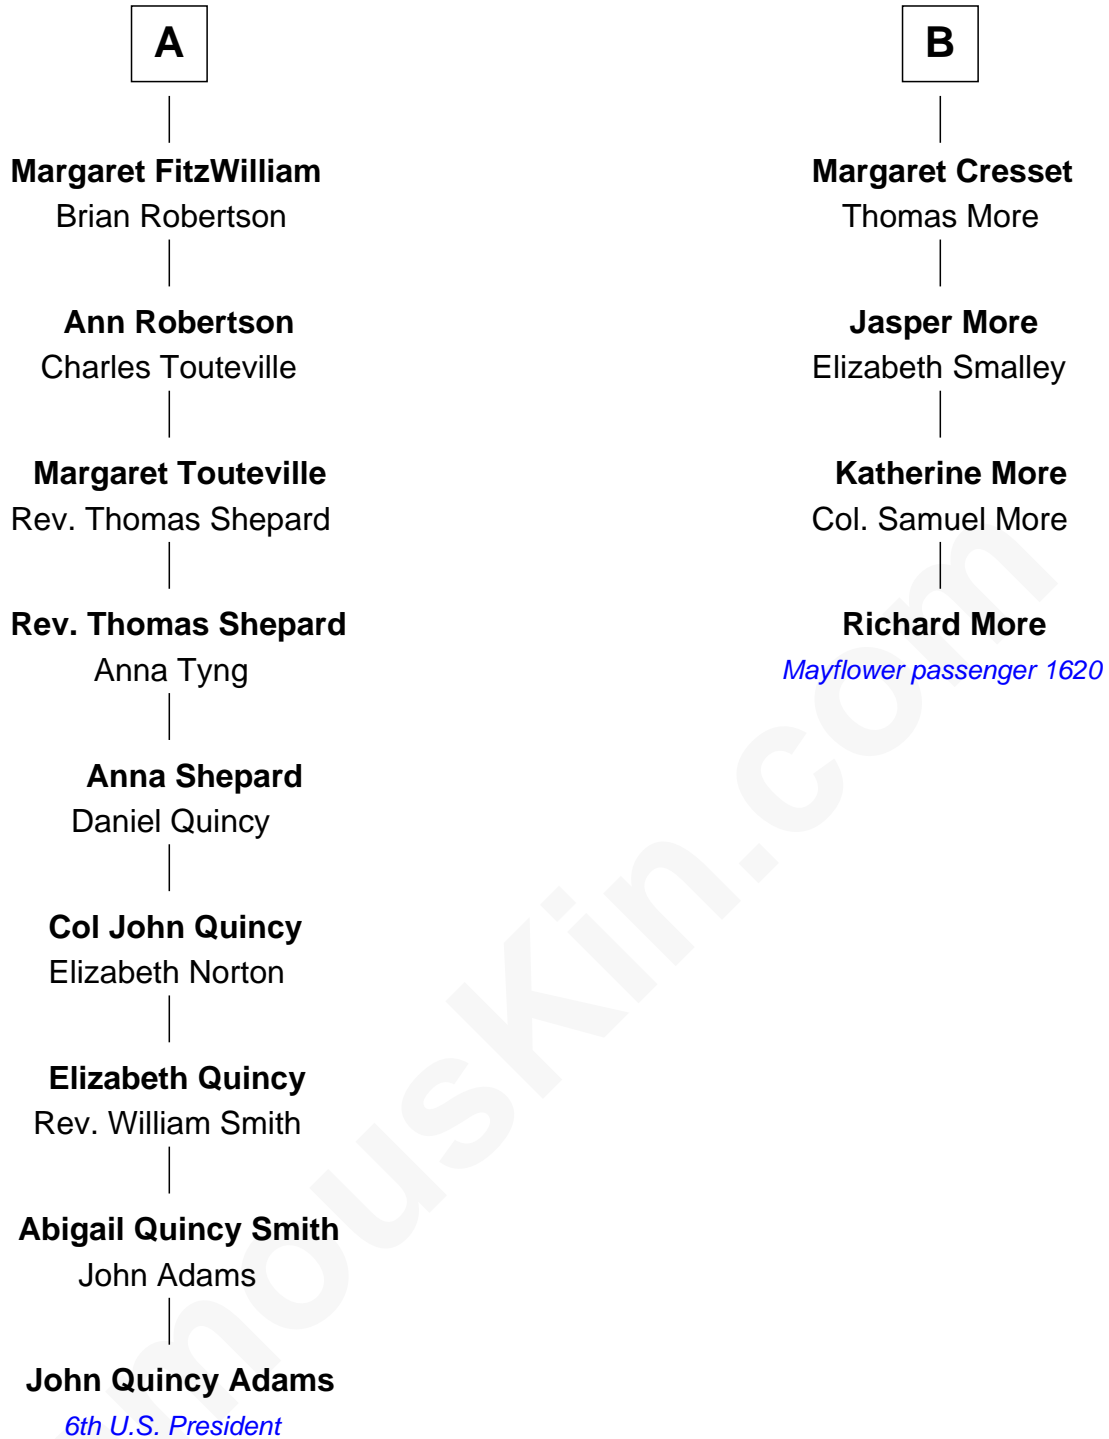 A
Margaret FitzWilliam
Brian Robertson
Ann Robertson
Charles Touteville
Margaret Touteville
Rev. Thomas Shepard
Rev. Thomas Shepard
Anna Tyng
Anna Shepard
Daniel Quincy
Col John Quincy
Elizabeth Norton
Elizabeth Quincy
Rev. William Smith
Abigail Quincy Smith
John Adams
John Quincy Adams
6th U.S. President
B
Margaret Cresset
Thomas More
Jasper More
Elizabeth Smalley
Katherine More
Col. Samuel More
Richard More
Mayflower passenger 1620
mousKin.com